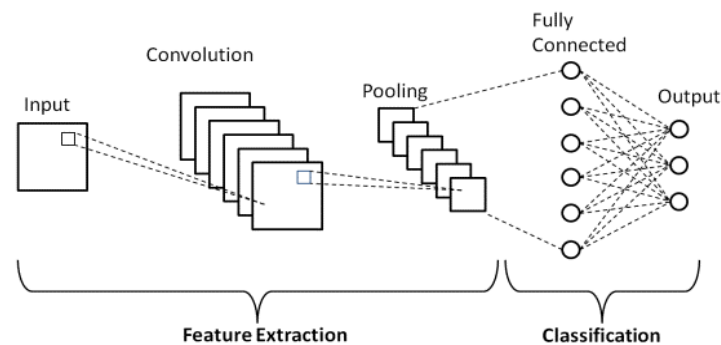 Input
Convolution
Pooling
Fully
Connected
Output
Feature Extraction
Classification